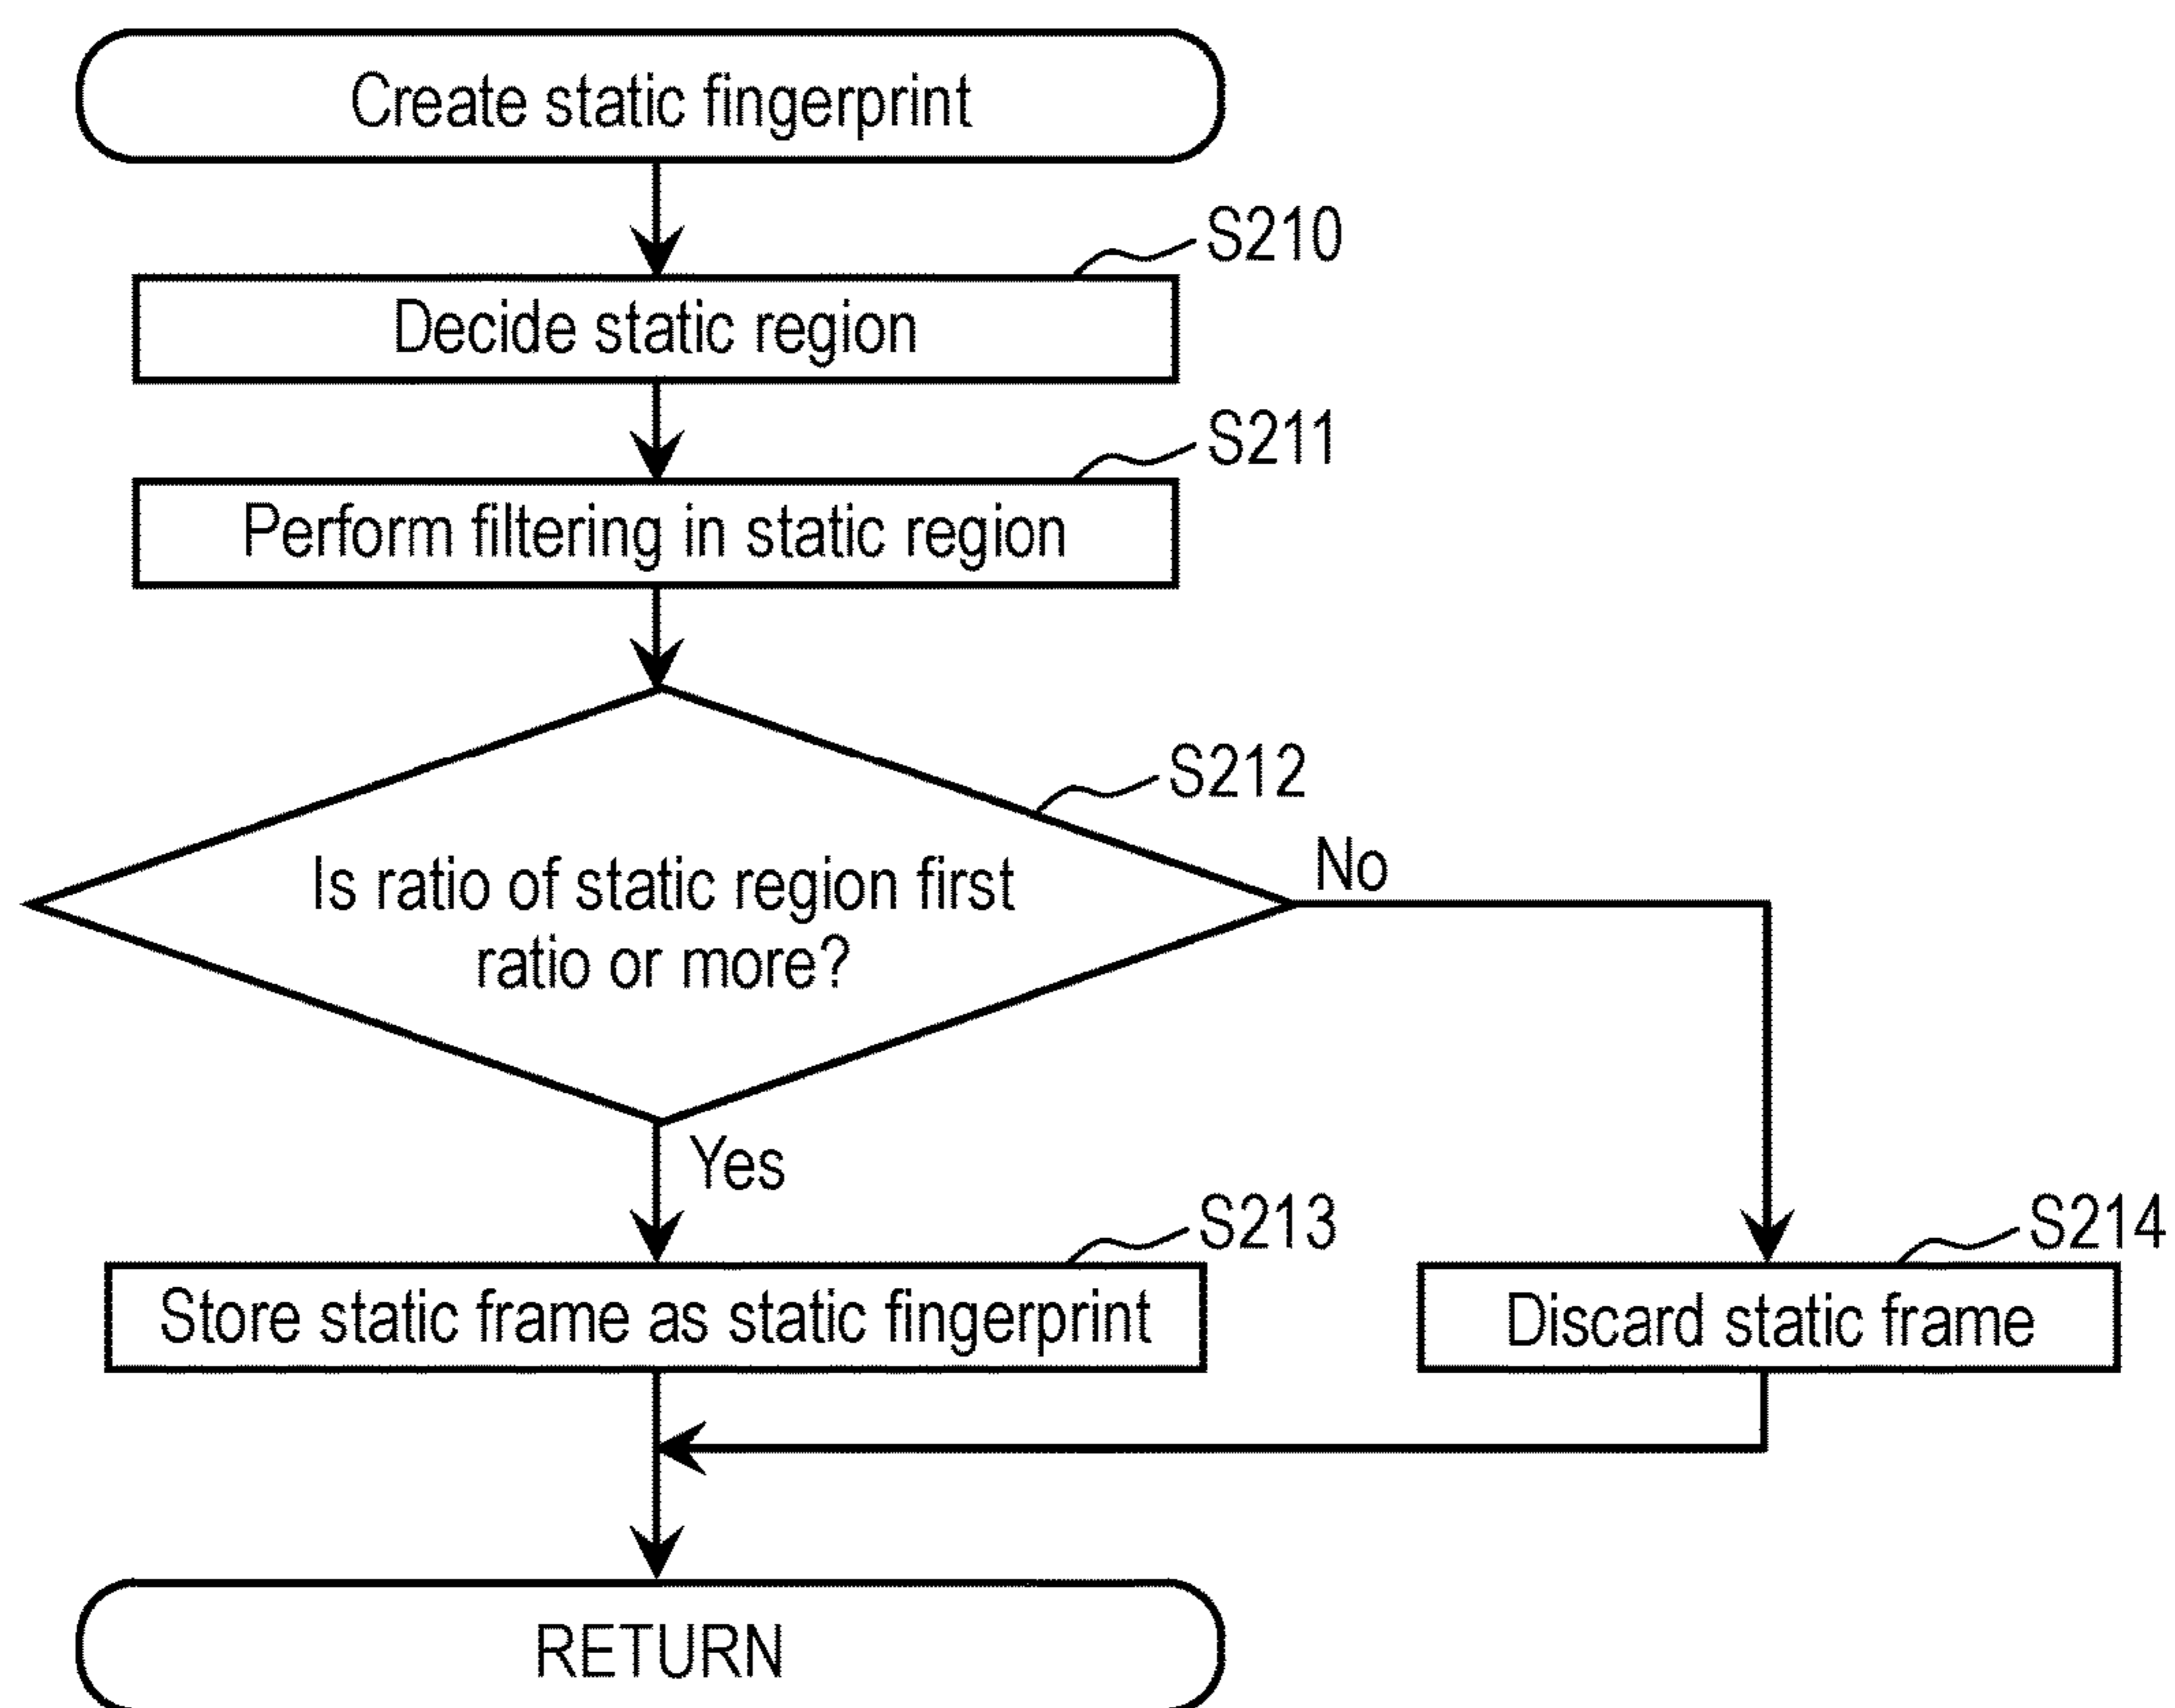 Create static fingerprint
S210
Decide static region
S211
Perform filtering in static region
S212
Is ratio of static region first
ratio or more?
No
Yes
S213
Store static frame as static fingerprint
S214
Discard static frame
RETURN